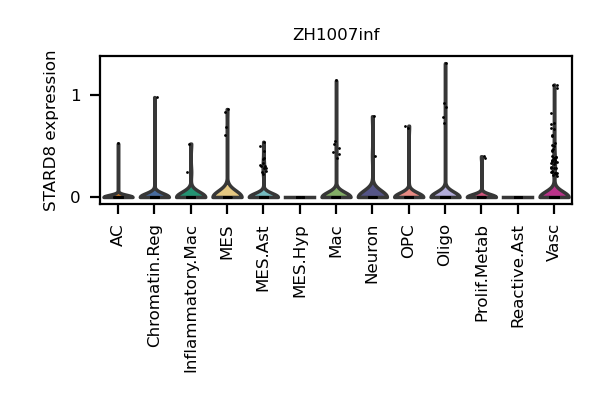 ZH1007inf
STARD8 expression
1
0
AC
Chromatin.Reg
Inflammatory.Mac
MES
MES.Ast
MES.Hyp
Mac
Neuron
OPC
Oligo
Prolif.Metab
Reactive.Ast
Vasc